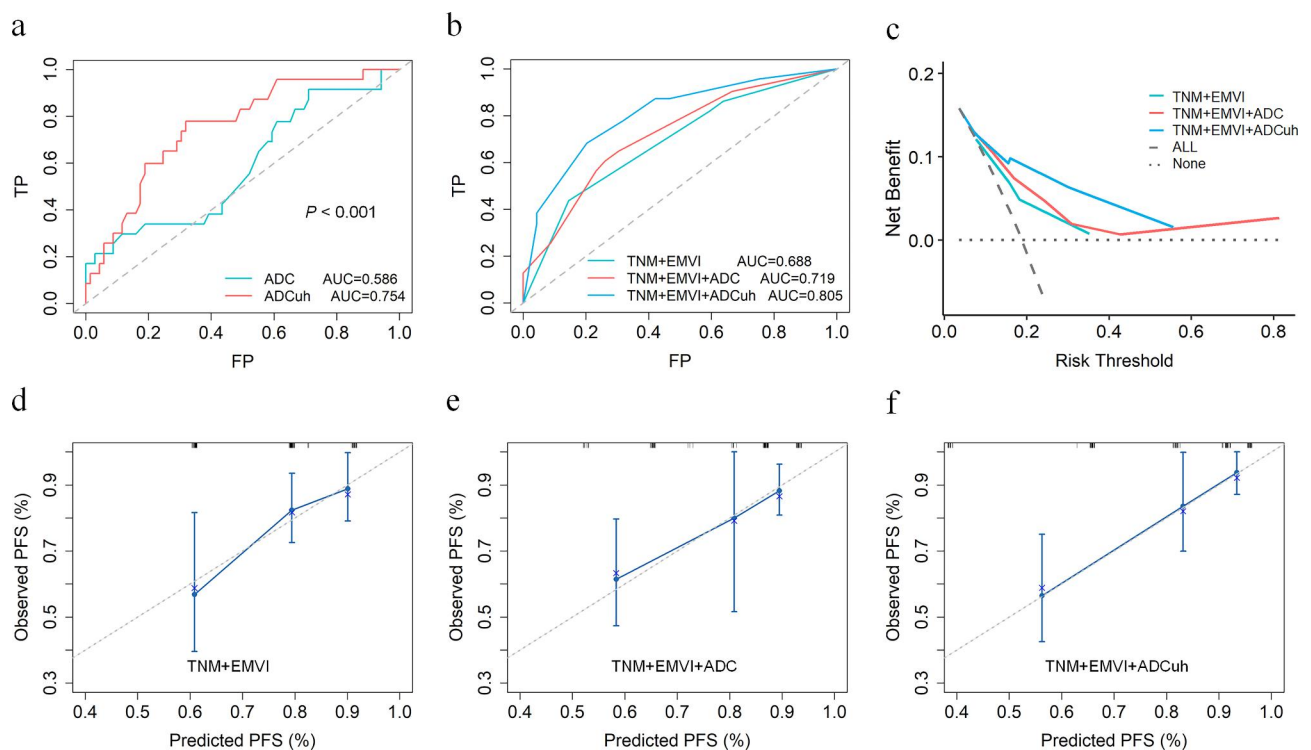 a
TP
0.0 0.2 0.4 0.6 0.8 1.0
P < 0.001
ADC AUC=0.586
ADCuh AUC=0.754
0.0 0.2 0.4 0.6 0.8 1.0
FP
b
TP
0.0 0.2 0.4 0.6 0.8 1.0
TNM+EMVI AUC=0.688
TNM+EMVI+ADC AUC=0.719
TNM+EMVI+ADCuh AUC=0.805
0.0 0.2 0.4 0.6 0.8 1.0
FP
c
Net Benefit
0.2
0.1
0.0
TNM+EMVI
TNM+EMVI+ADC
TNM+EMVI+ADCuh
ALL
None
0 0.2 0.4 0.6 0.8
Risk Threshold
d
Observed PFS (%)
0.3 0.5 0.7 0.9
TNM+EMVI
0.4 0.5 0.6 0.7 0.8 0.9 1.0
Predicted PFS (%)
e
Observed PFS (%)
0.3 0.5 0.7 0.9
TNM+EMVI+ADC
0.4 0.5 0.6 0.7 0.8 0.9 1.0
Predicted PFS (%)
f
Observed PFS (%)
0.3 0.5 0.7 0.9
TNM+EMVI+ADCuh
0.4 0.5 0.6 0.7 0.8 0.9 1.0
Predicted PFS (%)